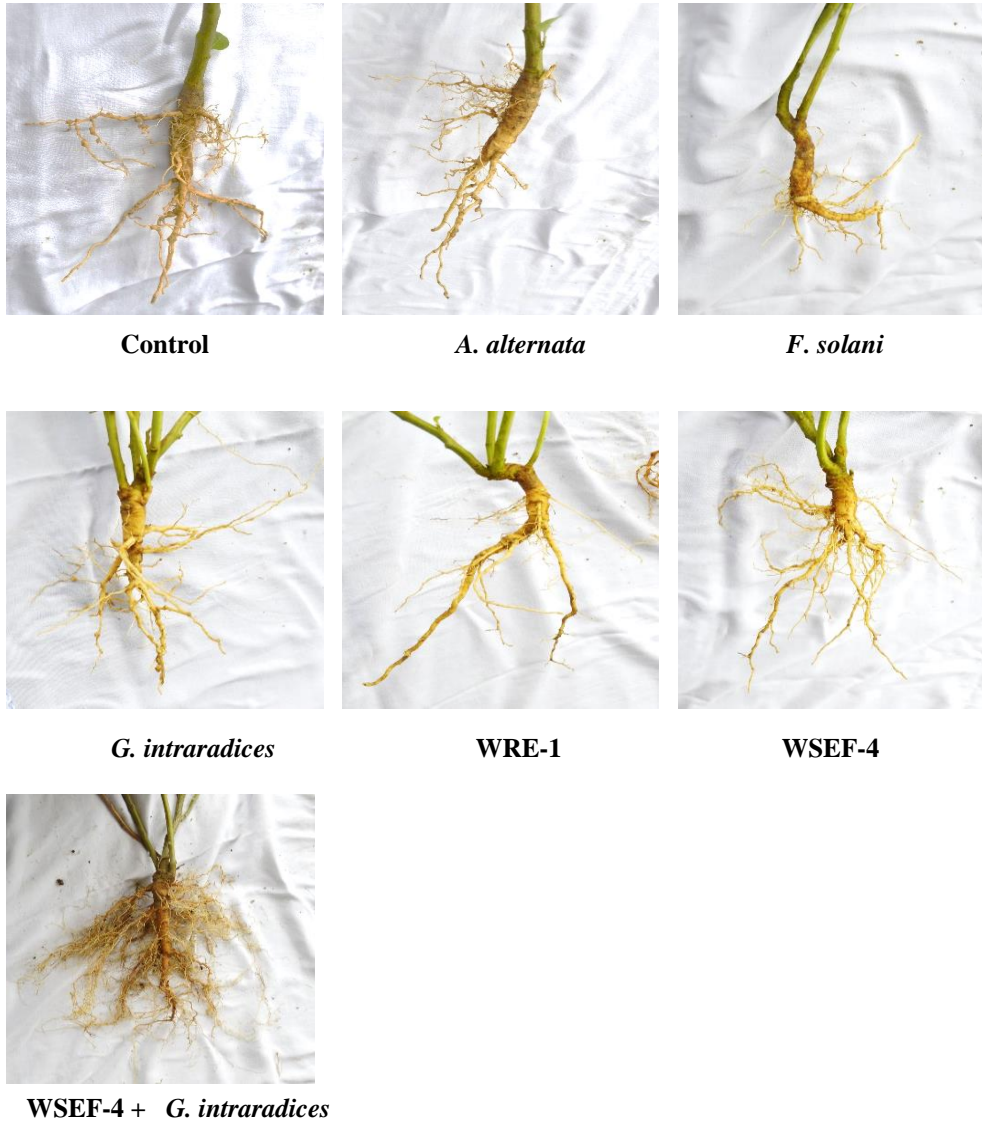 Control A. alternata F. solani
G. intraradices WRE-1 WSEF-4
WSEF-4 + G. intraradices